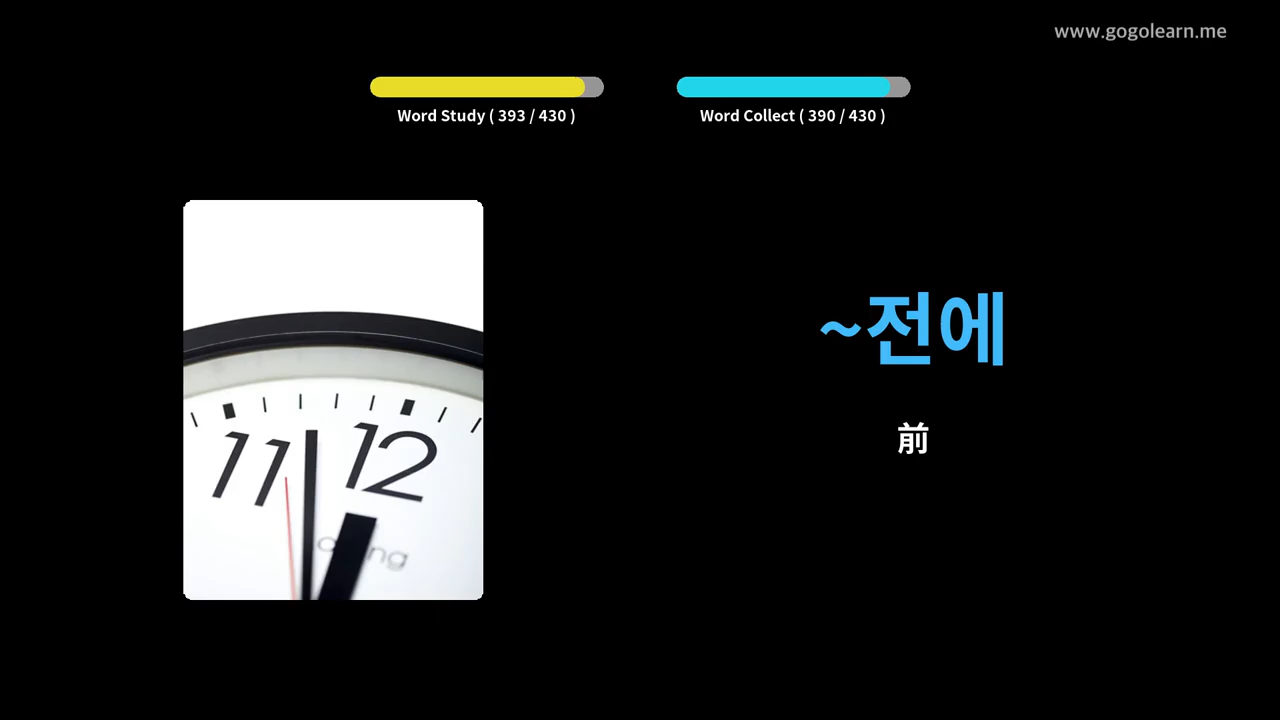 www.gogolearn.me
Word Study ( 393 / 430 )
Word Collect ( 390 / 430 )
11 12
~전에
前